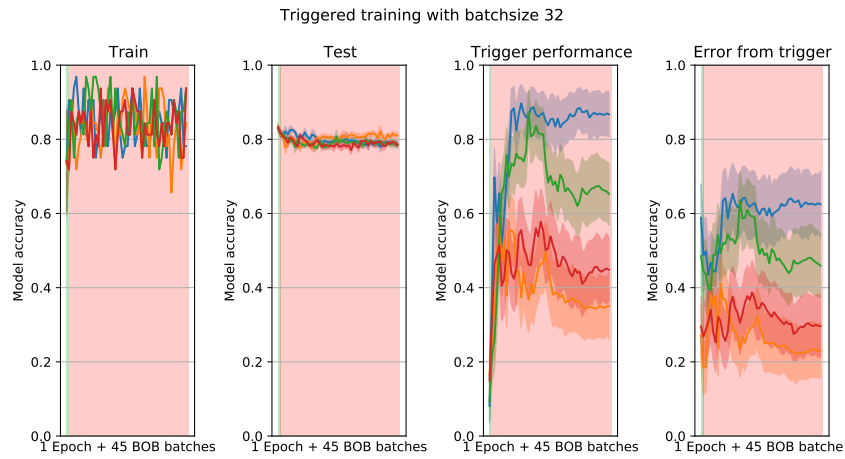 Triggered training with batchsize 32
Train
Test
Trigger performance
Error from trigger
Model accuracy
1.0
0.8
0.6
0.4
0.2
0.0
1 Epoch + 45 BOB batches
Model accuracy
1.0
0.8
0.6
0.4
0.2
0.0
1 Epoch + 45 BOB batches
Model accuracy
1.0
0.8
0.6
0.4
0.2
0.0
1 Epoch + 45 BOB batches
Model accuracy
1.0
0.8
0.6
0.4
0.2
0.0
1 Epoch + 45 BOB batche